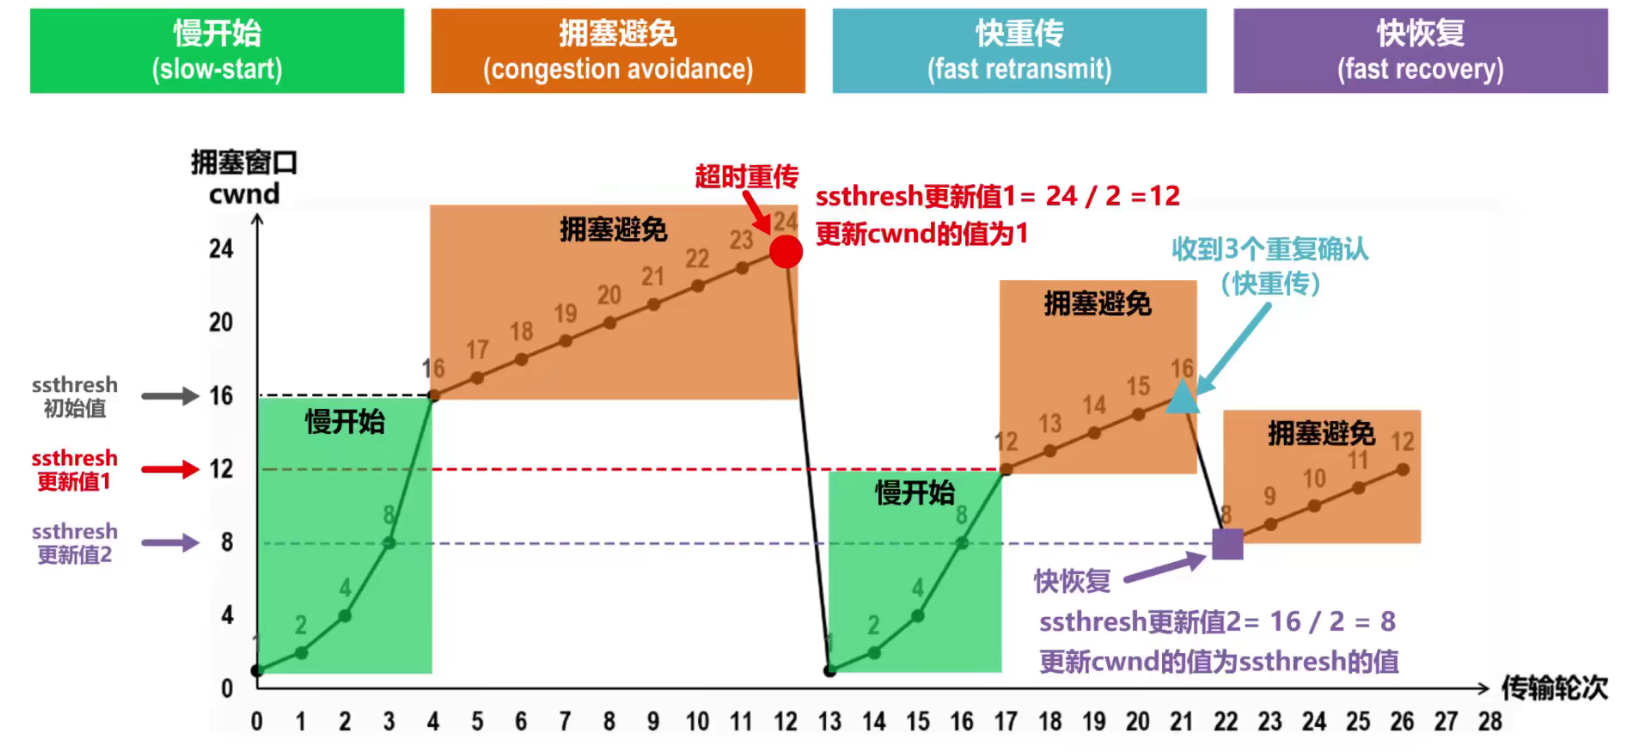 慢开始
(slow-start)
拥塞避免
(congestion avoidance)
快重传
(fast retransmit)
快恢复
(fast recovery)
拥塞窗口
cwnd
超时重传
ssthresh更新值1= 24 / 2 =12
更新cwnd的值为1
收到3个重复确认
（快重传）
拥塞避免
拥塞避免
拥塞避免
慢开始
慢开始
24
20
16
12
8
4
0
ssthresh
初始值
ssthresh
更新值1
ssthresh
更新值2
1
2
4
8
16
17
18
19
20
21
22
23
24
1
2
4
8
12
13
14
15
16
8
9
10
11
12
快恢复
ssthresh更新值2= 16 / 2 = 8
更新cwnd的值为ssthresh的值
传输轮次
0 1 2 3 4 5 6 7 8 9 10 11 12 13 14 15 16 17 18 19 20 21 22 23 24 25 26 27 28